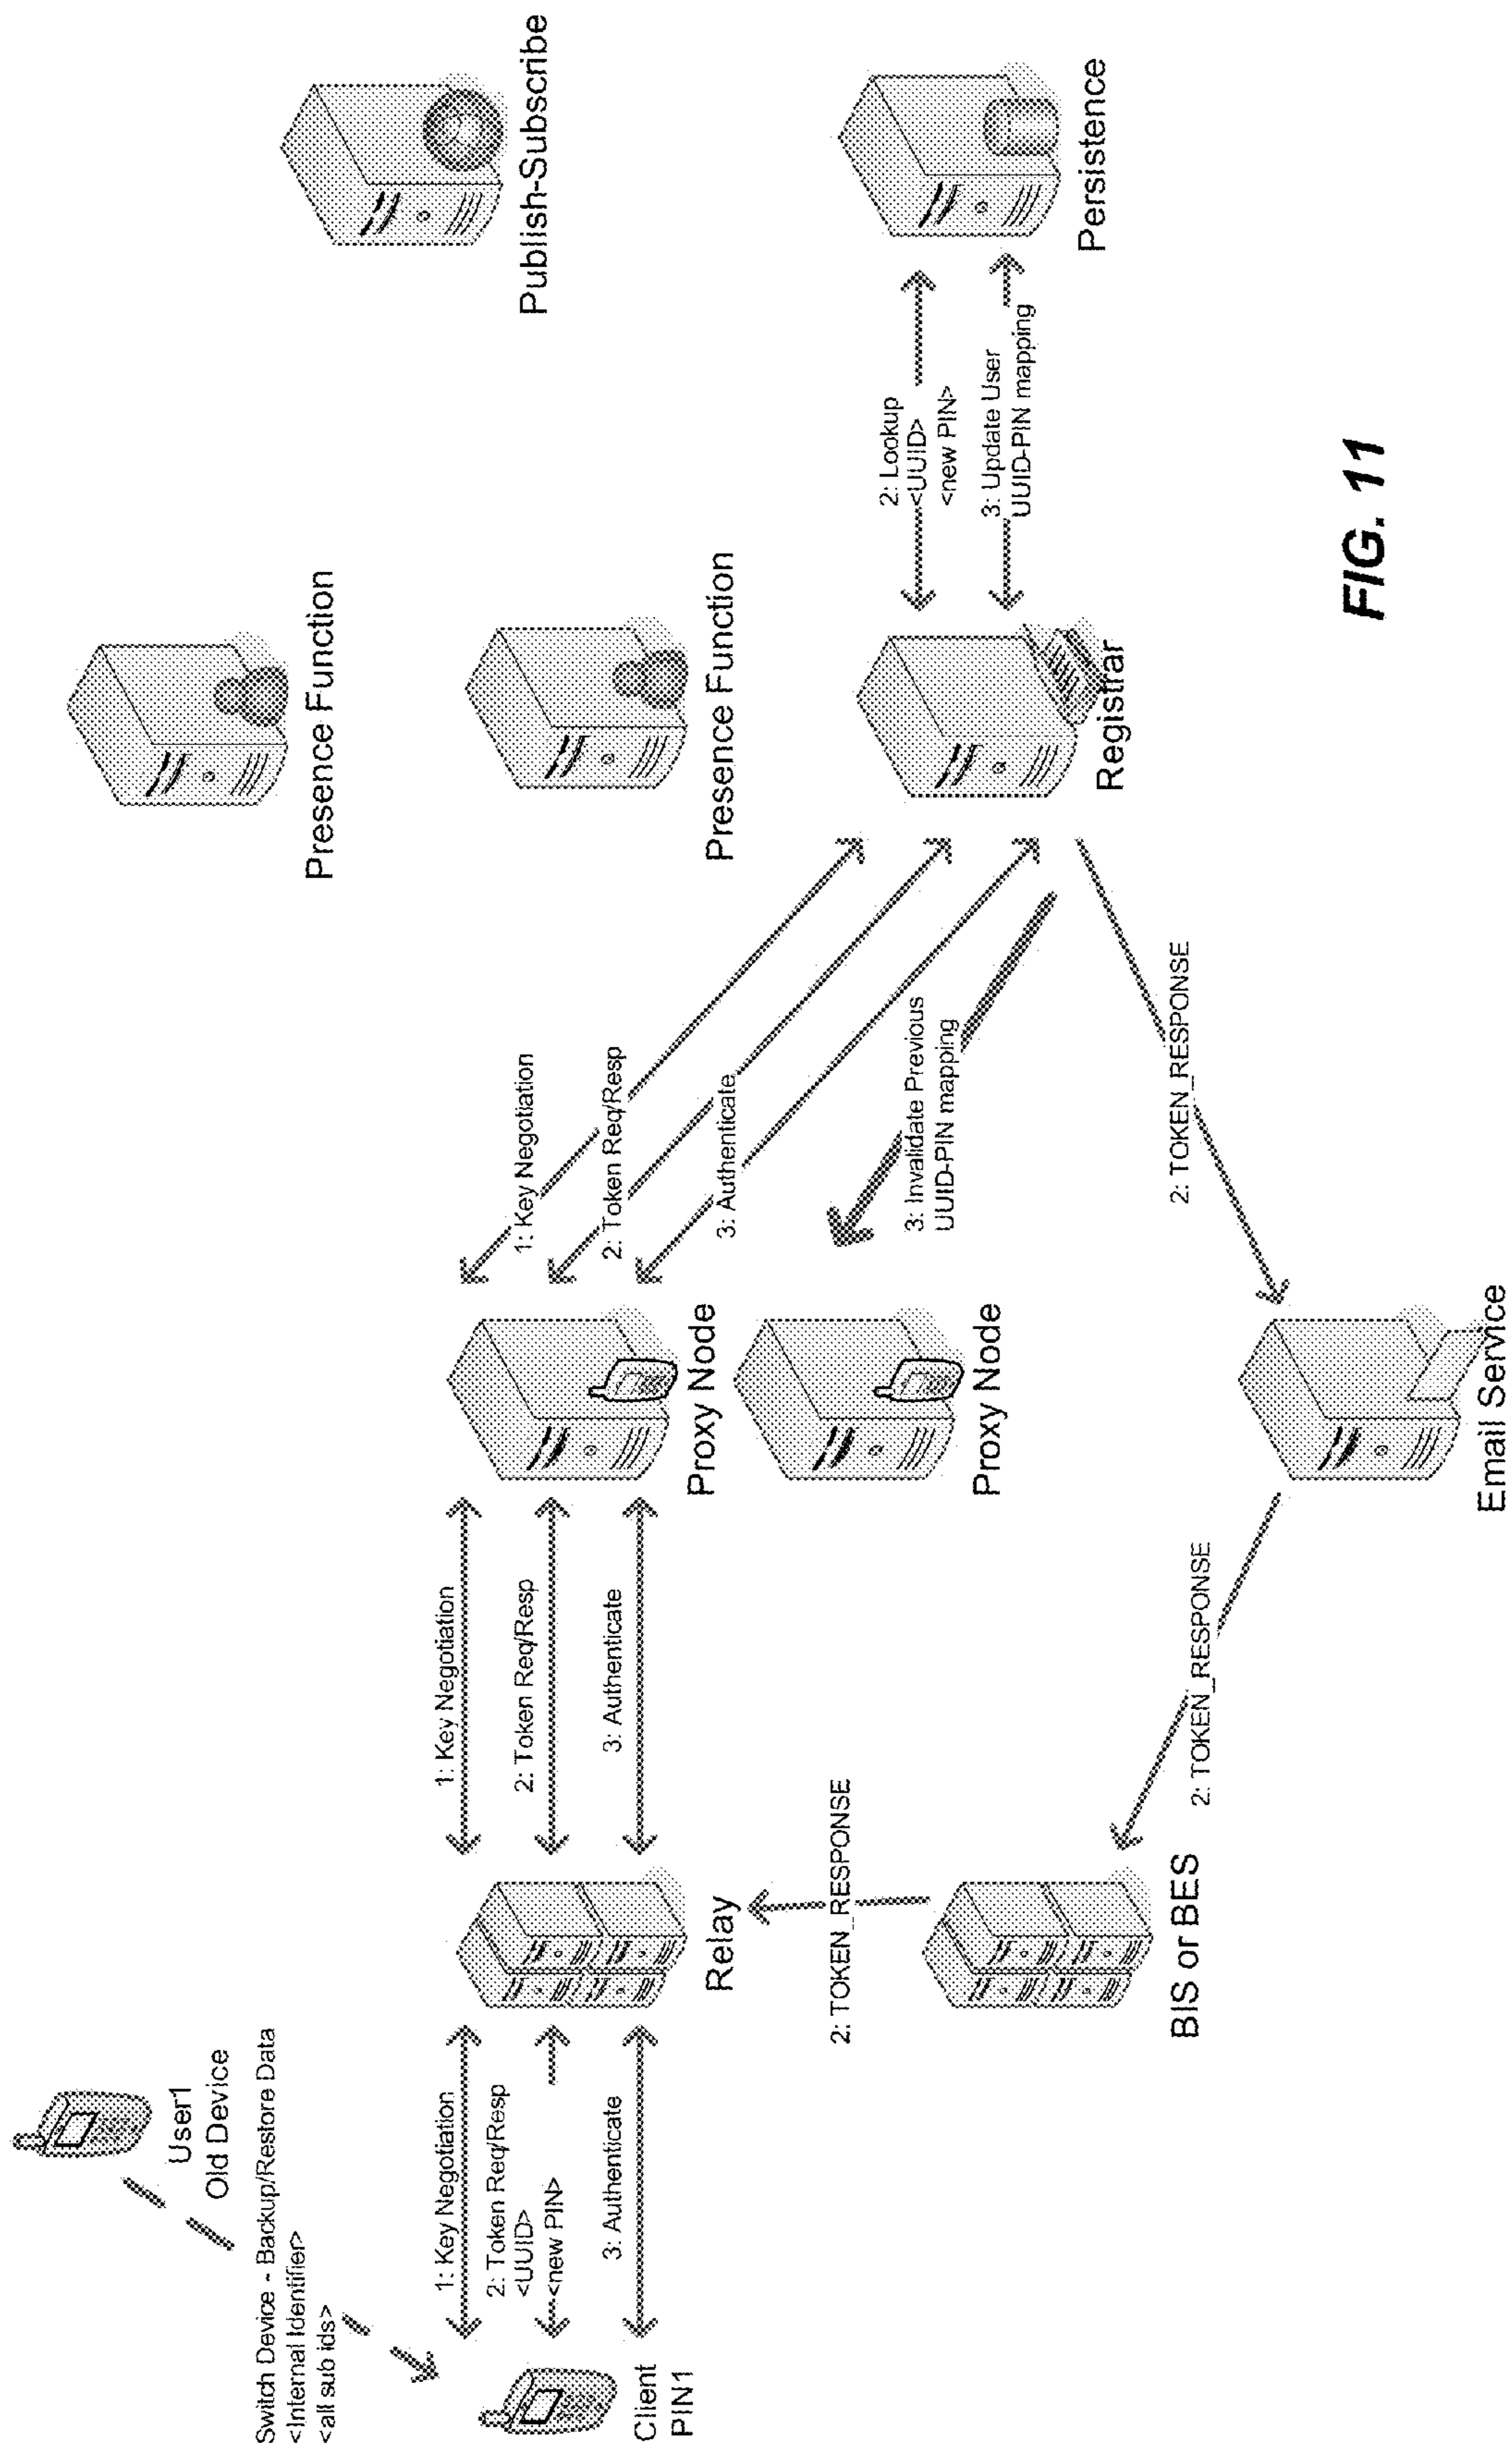 User1
Old Device
Switch Device - Backup/Restore Data
<Internal Identifier>
<all sub ids>
Client
PIN1
1: Key Negotiation
2: Token Req/Resp
<UUID>
<new PIN>
3: Authenticate
Relay
2: TOKEN_RESPONSE
BIS or BES
1: Key Negotiation
2: Token Req/Resp
3: Authenticate
Proxy Node
Proxy Node
2: TOKEN_RESPONSE
Email Service
1: Key Negotiation
2: Token Req/Resp
3: Authenticate
3: Invalidate Previous
UUID-PIN mapping
2: TOKEN_RESPONSE
Presence Function
Presence Function
Registrar
2: Lookup
<UUID>
<new PIN>
3: Update User
UUID-PIN mapping
Publish-Subscribe
Persistence
FIG. 11